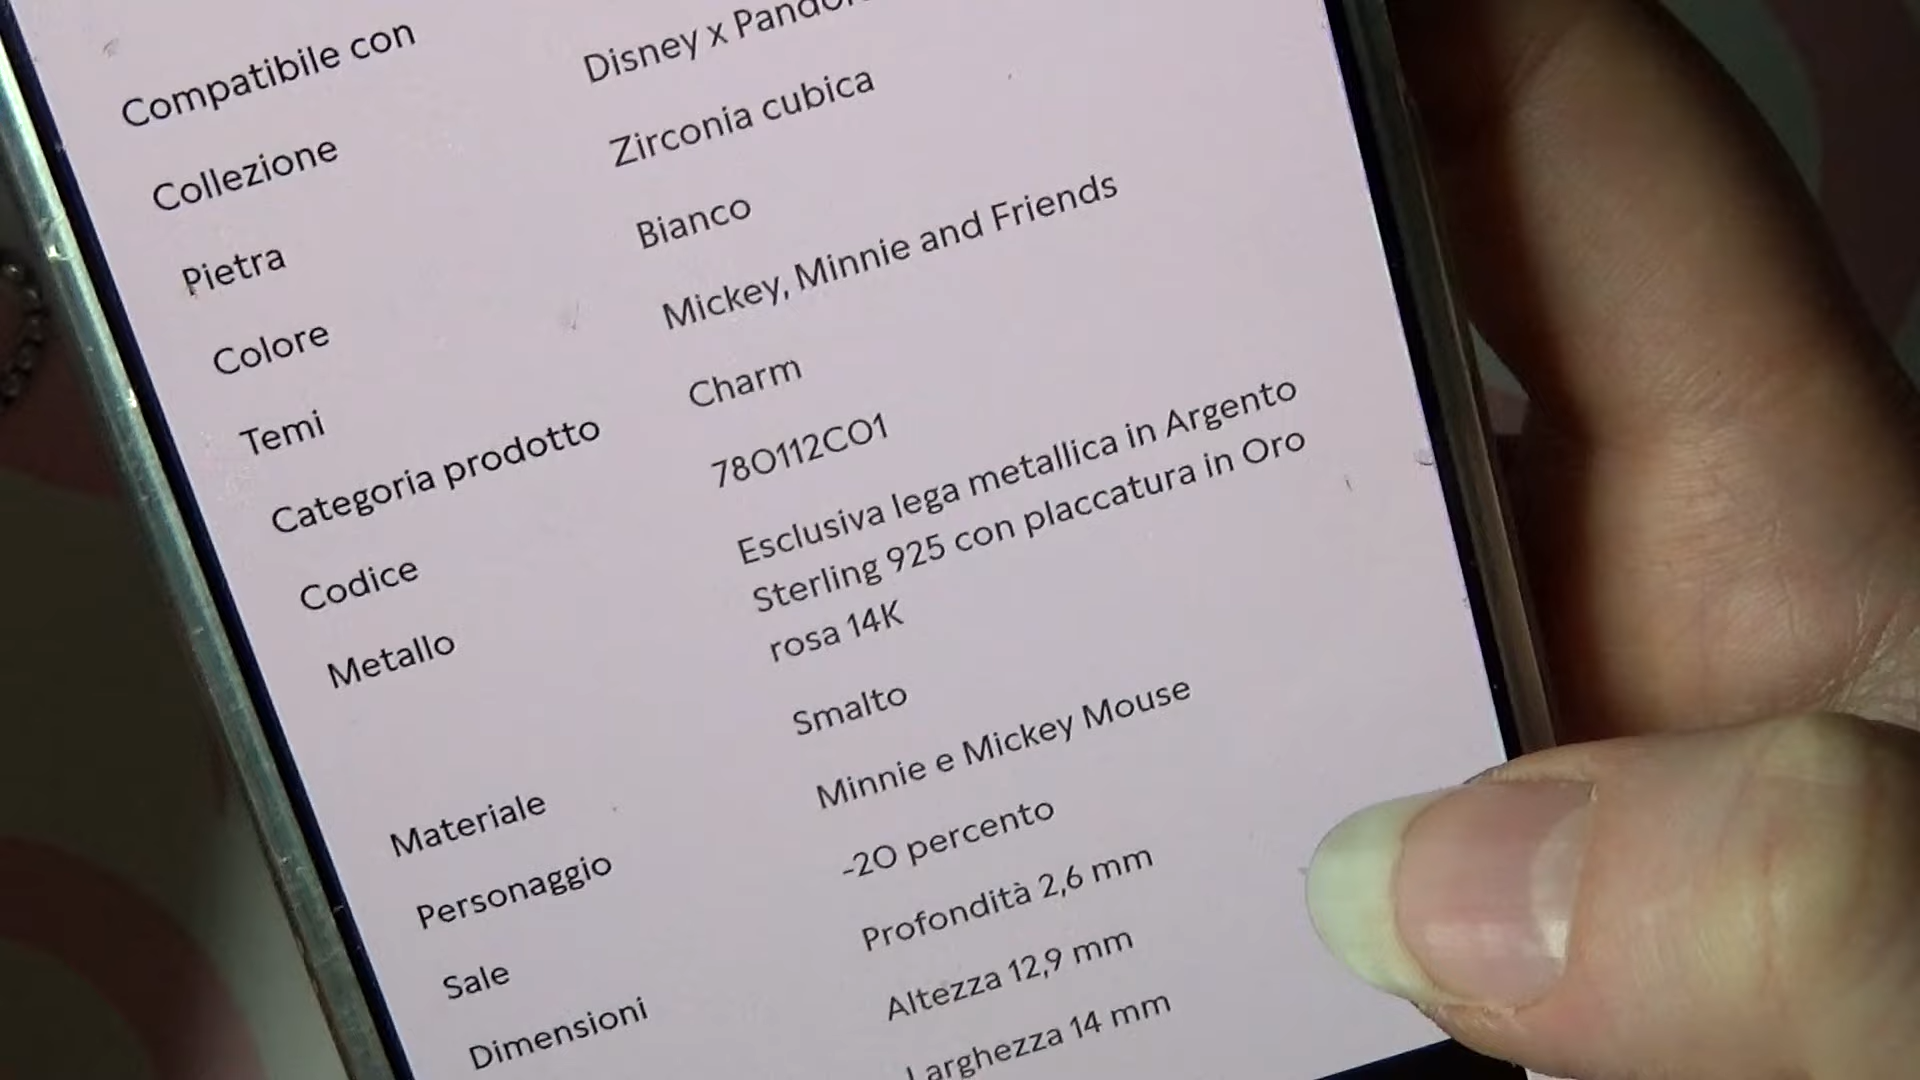 Compatibile con
Collezione Disney x Pandora
Pietra Zirconia cubica
Colore Bianco
Temi Mickey, Minnie and Friends
Categoria prodotto Charm
Codice 780112C01
Metallo Esclusiva lega metallica in Argento
Sterling 925 con placcatura in Oro
rosa 14K
Materiale Smalto
Personaggio Minnie e Mickey Mouse
Sale -20 percento
Dimensioni Profondità 2,6 mm
Altezza 12,9 mm
Larghezza 14 mm